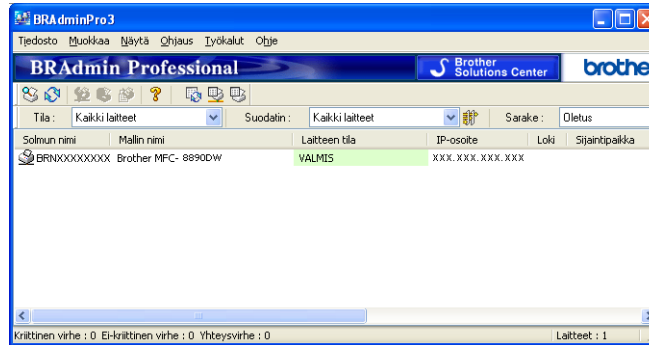 BRAdminPro3
Tiedosto Muokkaa Näytä Ohjaus Työkalut Ohje
BRAdmin Professional Brother Solutions Center brothe
Tila : Kaikki laitteet Suodatin : Kaikki laitteet Sarake : Oletus
Solmun nimi Mallin nimi Laitteen tila IP-osoite Loki Sijaintipaikka
BRNXXXXXXXX Brother MFC- 8890DW VALMIS XXX.XXX.XXX.XXX
Kriittinen virhe : 0 Ei-kriittinen virhe : 0 Yhteysvirhe : 0 Laitteet : 1